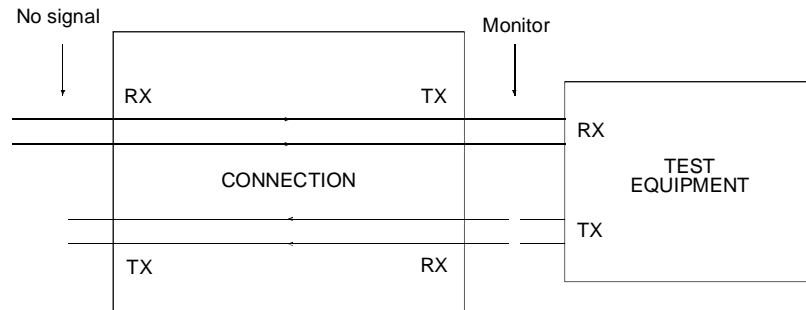 No signal
Monitor
RX
TX
RX
CONNECTION
TEST
EQUIPMENT
TX
TX
RX